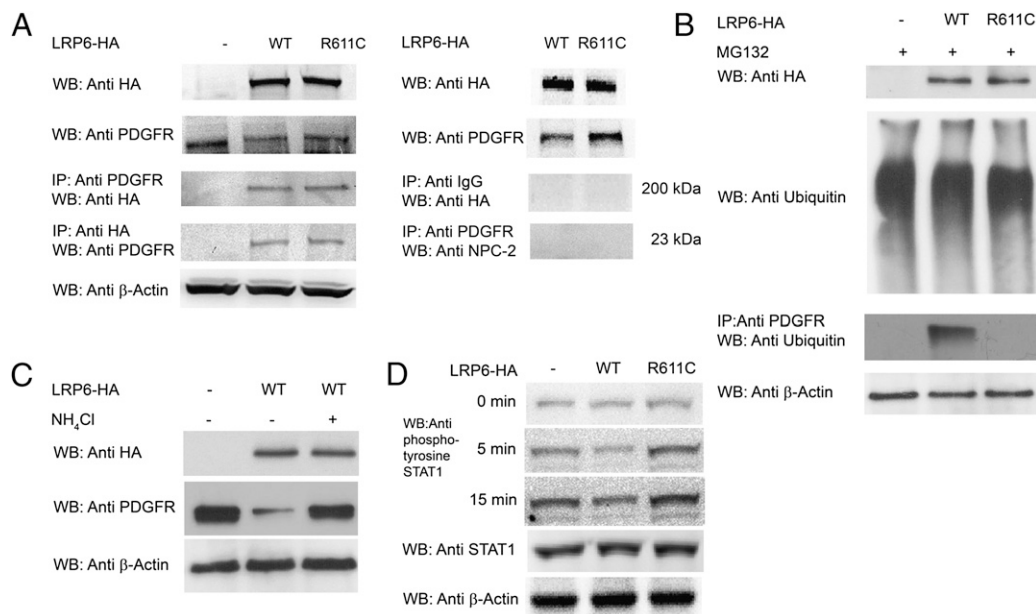 A
LRP6-HA - WT R611C
WB: Anti HA
WB: Anti PDGFR
IP: Anti PDGFR
WB: Anti HA
IP: Anti HA
WB: Anti PDGFR
WB: Anti β-Actin
LRP6-HA WT R611C
WB: Anti HA
WB: Anti PDGFR
IP: Anti IgG
WB: Anti HA
200 kDa
IP: Anti PDGFR
WB: Anti NPC-2
23 kDa
B
LRP6-HA - WT R611C
MG132 + + +
WB: Anti HA
WB: Anti Ubiquitin
IP:Anti PDGFR
WB: Anti Ubiquitin
WB: Anti β-Actin
C
LRP6-HA - WT WT
NH4Cl - - +
WB: Anti HA
WB: Anti PDGFR
WB: Anti β-Actin
D
LRP6-HA - WT R611C
WB:Anti
phospho-
tyrosine
STAT1
0 min
5 min
15 min
WB: Anti STAT1
WB: Anti β-Actin